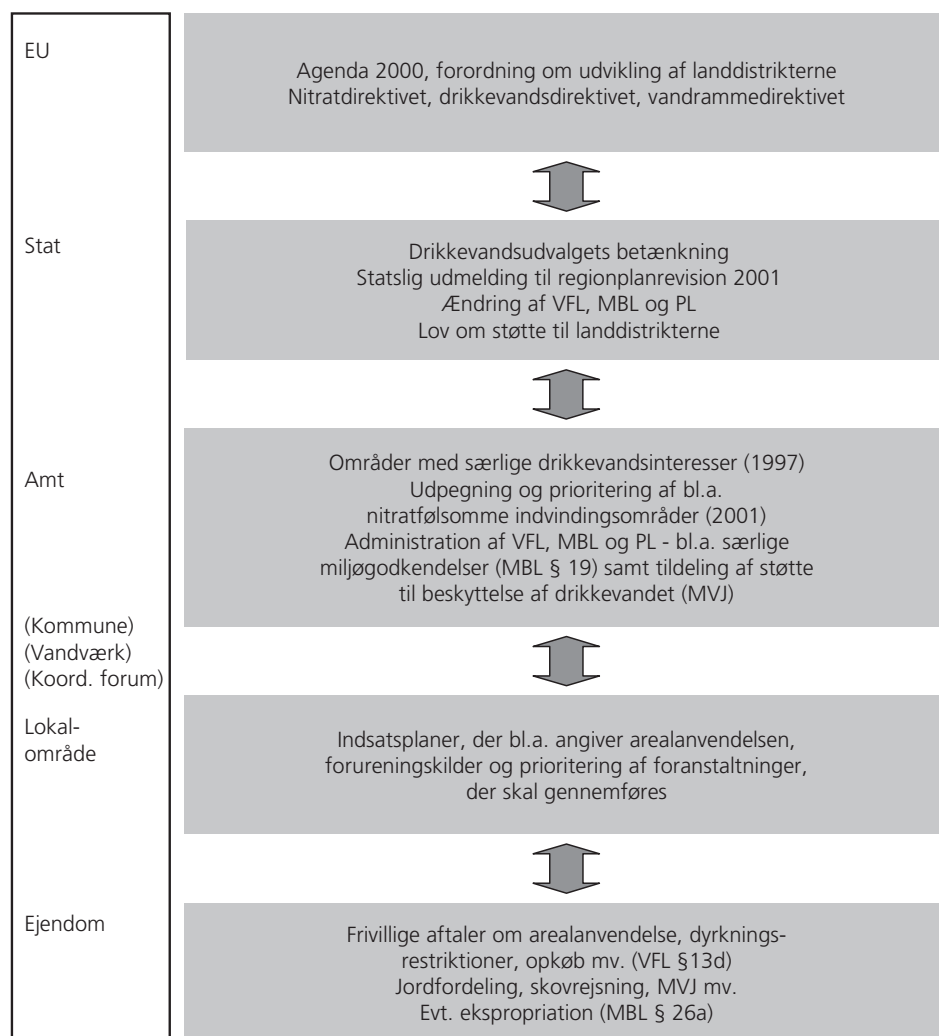 EU
Agenda 2000, forordning om udvikling af landdistrikterne
Nitratdirektivet, drikkevandsdirektivet, vandrammedirektivet
Stat
Drikkevandsudvalgets betænkning
Statslig udmelding til regionplanrevision 2001
Ændring af VFL, MBL og PL
Lov om støtte til landdistrikterne
Amt
Områder med særlige drikkevandsinteresser (1997)
Udpegning og prioritering af bl.a.
nitratfølsomme indvindingsområder (2001)
Administration af VFL, MBL og PL - bl.a. særlige
miljøgodkendelser (MBL § 19) samt tildeling af støtte
til beskyttelse af drikkevandet (MVJ)
(Kommune)
(Vandværk)
(Koord. forum)
Lokal-
område
Indsatsplaner, der bl.a. angiver arealanvendelsen,
forureningskilder og prioritering af foranstaltninger,
der skal gennemføres
Ejendom
Frivillige aftaler om arealanvendelse, dyrknings-
restriktioner, opkøb mv. (VFL §13d)
Jordfordeling, skovrejsning, MVJ mv.
Evt. ekspropriation (MBL § 26a)